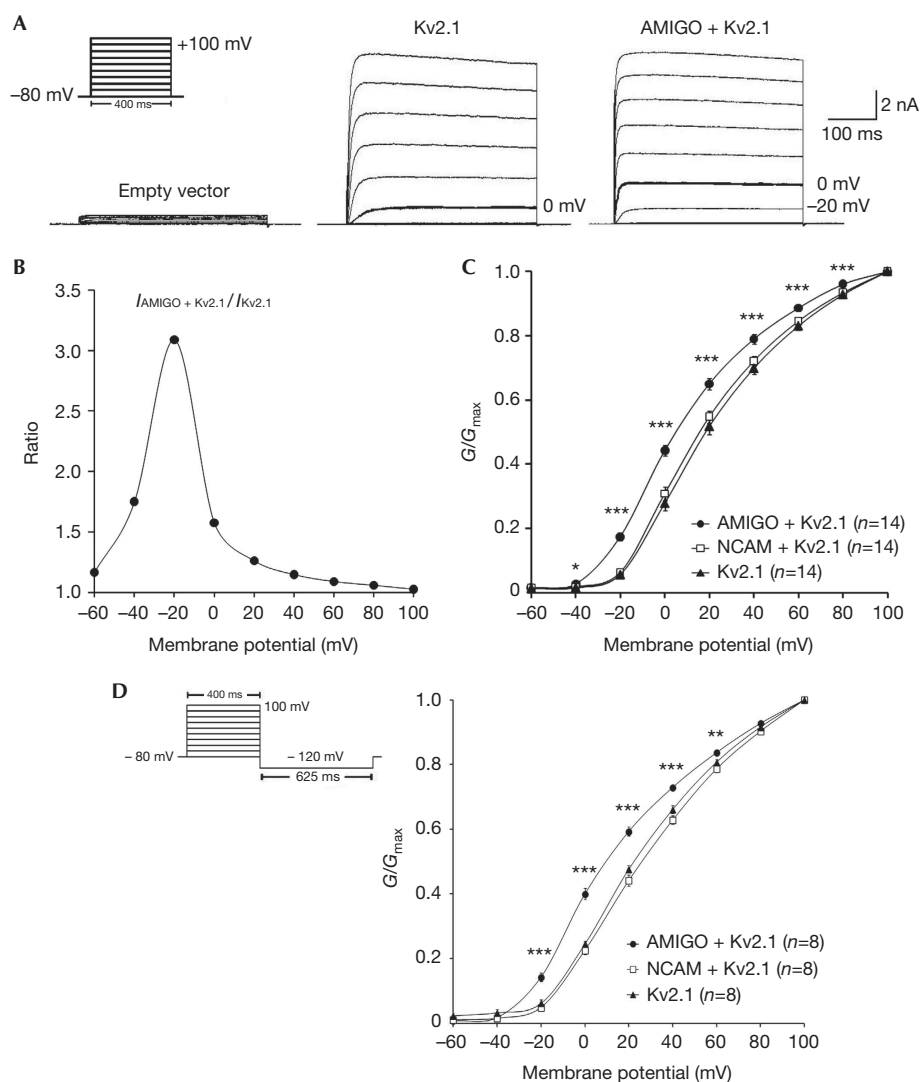 A
+100 mV
−80 mV
400 ms
Empty vector
Kv2.1
0 mV
AMIGO + Kv2.1
0 mV
−20 mV
2 nA
100 ms
B
IAMIGO + Kv2.1/IKv2.1
3.5
3.0
2.5
2.0
1.5
1.0
Ratio
−60 −40 −20 0 20 40 60 80 100
Membrane potential (mV)
C
1.0
0.8
0.6
0.4
0.2
0
G/Gmax
* *** *** *** *** *** *** ***
AMIGO + Kv2.1 (n=14)
NCAM + Kv2.1 (n=14)
Kv2.1 (n=14)
−60 −40 −20 0 20 40 60 80 100
Membrane potential (mV)
D
400 ms
100 mV
− 80 mV
− 120 mV
625 ms
1.0
0.8
0.6
0.4
0.2
0
G/Gmax
*** *** *** *** **
AMIGO + Kv2.1 (n=8)
NCAM + Kv2.1 (n=8)
Kv2.1 (n=8)
−60 −40 −20 0 20 40 60 80 100
Membrane potential (mV)